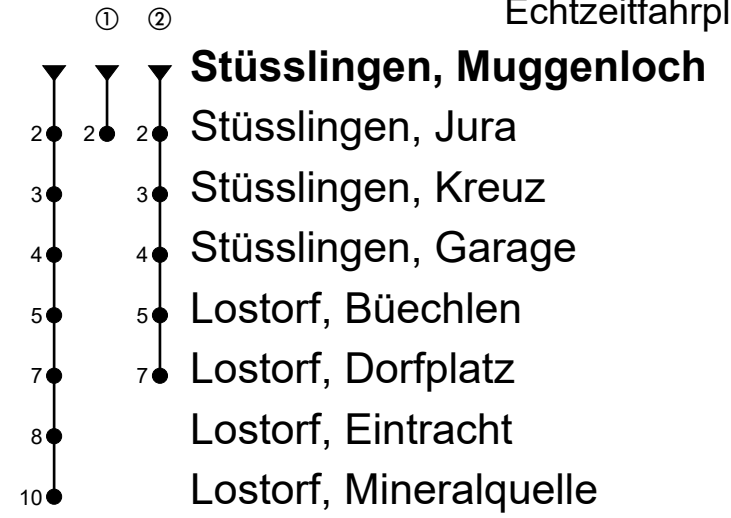 Echtzeitfahrpl
① ②
Stüsslingen, Muggenloch
2 2 2 Stüsslingen, Jura
3 3 Stüsslingen, Kreuz
4 4 Stüsslingen, Garage
5 5 Lostorf, Büechlen
7 7 Lostorf, Dorfplatz
8 Lostorf, Eintracht
10 Lostorf, Mineralquelle